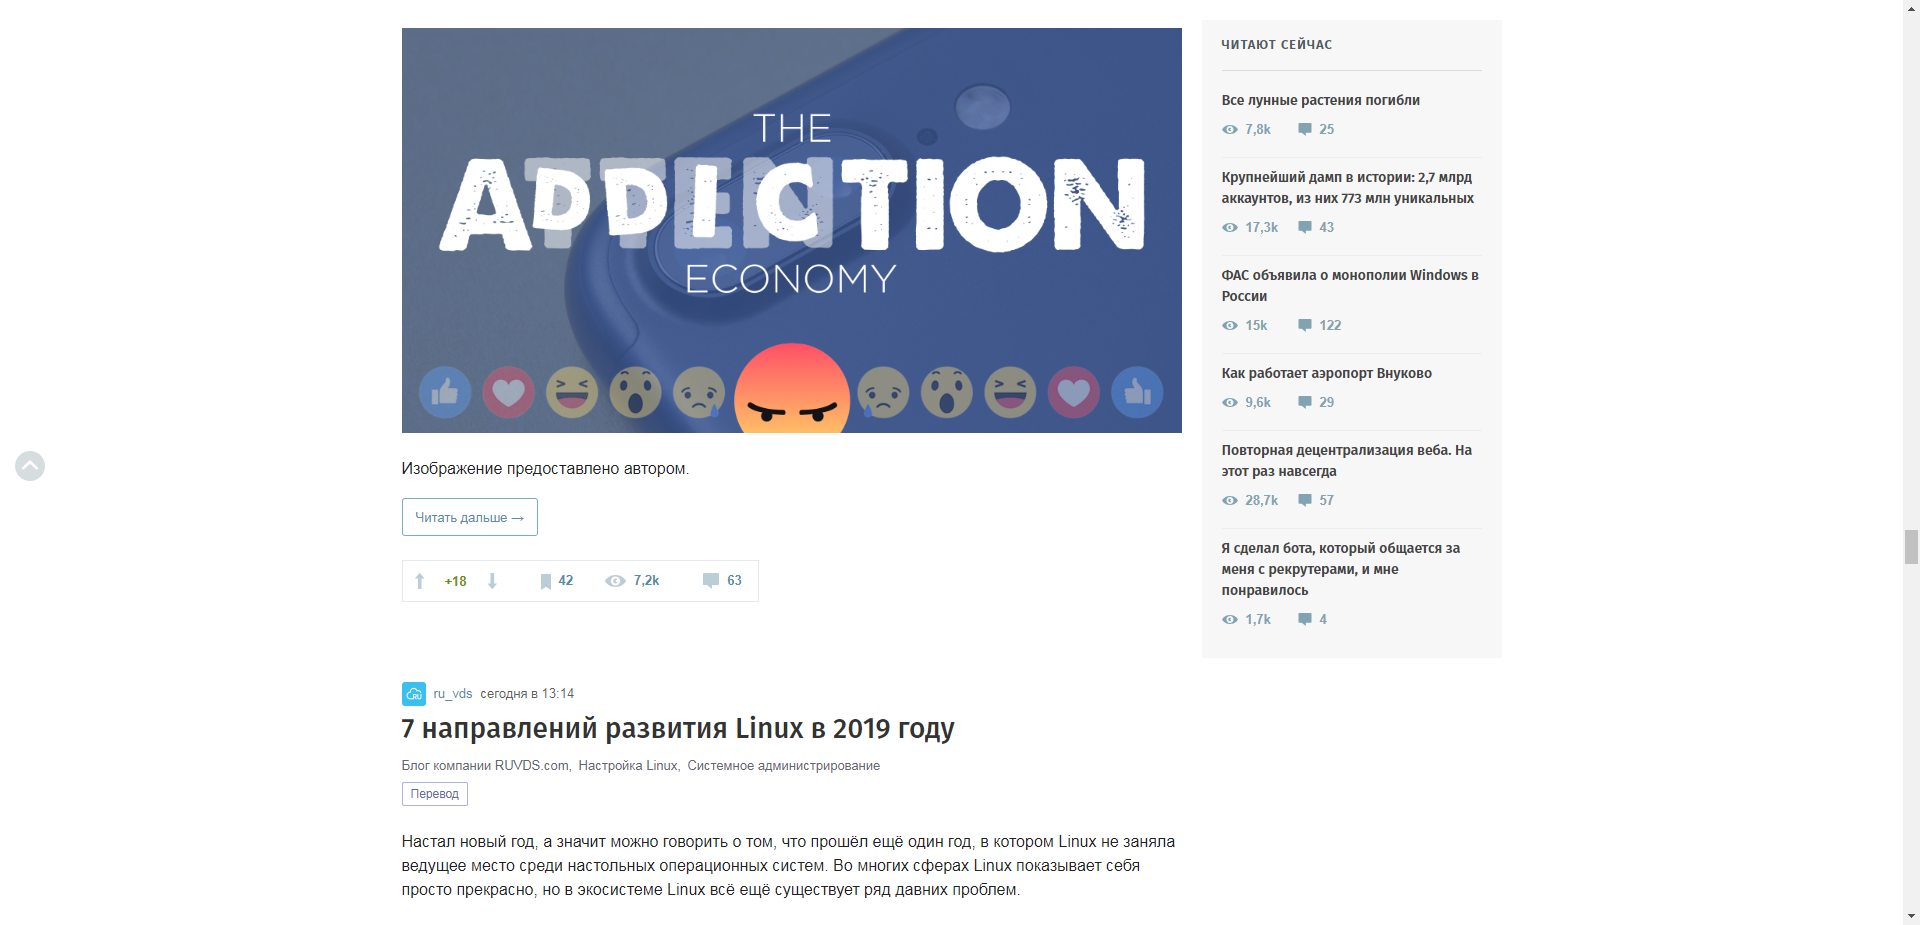 THE
ADDICTION
ATTENTION
ECONOMY
Изображение предоставлено автором.
Читать дальше →
+18 42 7,2k 63
ru_vds сегодня в 13:14
7 направлений развития Linux в 2019 году
Блог компании RUVDS.com, Настройка Linux, Системное администрирование
Перевод
Настал новый год, а значит можно говорить о том, что прошёл ещё один год, в котором Linux не заняла
ведущее место среди настольных операционных систем. Во многих сферах Linux показывает себя
просто прекрасно, но в экосистеме Linux всё ещё существует ряд давних проблем.
ЧИТАЮТ СЕЙЧАС
Все лунные растения погибли
7,8k 25
Крупнейший дамп в истории: 2,7 млрд
аккаунтов, из них 773 млн уникальных
17,3k 43
ФАС объявила о монополии Windows в
России
15k 122
Как работает аэропорт Внуково
9,6k 29
Повторная децентрализация веба. На
этот раз навсегда
28,7k 57
Я сделал бота, который общается за
меня с рекрутерами, и мне
понравилось
1,7k 4